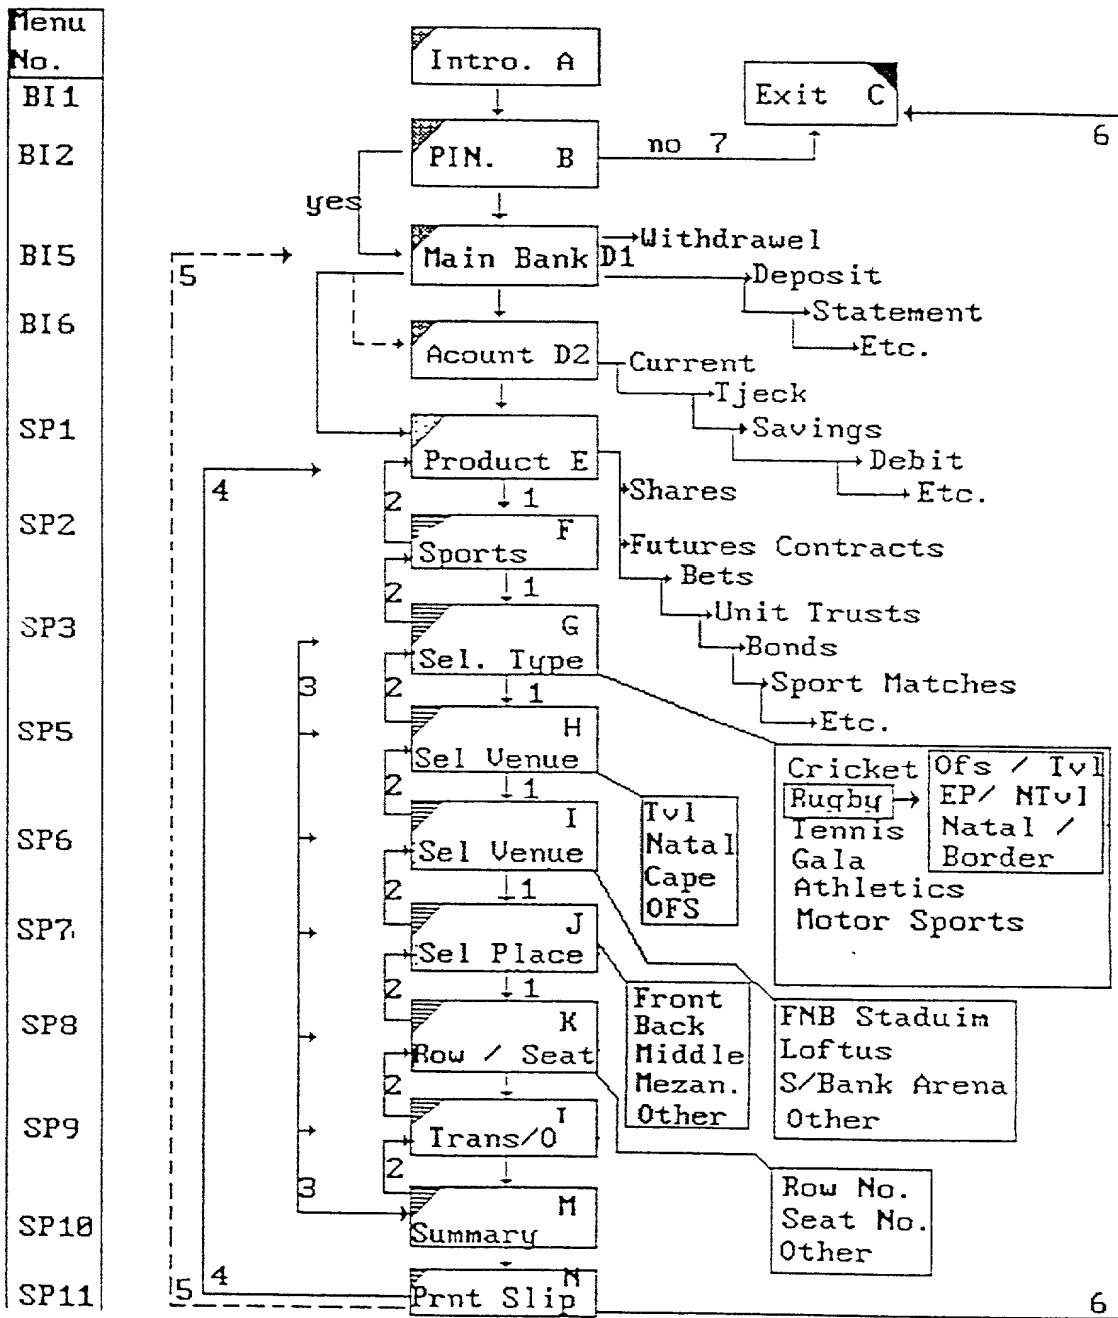 Menu
No.
BI1
BI2
BI5
BI6
SP1
SP2
SP3
SP5
SP6
SP7
SP8
SP9
SP10
SP11
Intro. A
Exit C
6
PIN. B
no 7
yes
Main Bank D1
Withdrawel
Deposit
Statement
Etc.
5
Acount D2
Current
Tjeck
Savings
Debit
Etc.
Product E
4
2
1
Shares
Futures Contracts
Bets
Unit Trusts
Bonds
Sport Matches
Etc.
F
Sports
2
1
G
Sel. Type
3
2
1
H
Sel Venue
2
1
Cricket
Rugby
Tennis
Gala
Athletics
Motor Sports
Ofs / Tvl
EP/ NTvl
Natal /
Border
Tvl
Natal
Cape
OFS
I
Sel Venue
2
1
J
Sel Place
2
1
Front
Back
Middle
Mezan.
Other
FNB Staduim
Loftus
S/Bank Arena
Other
K
Row / Seat
2
Trans/O
2
3
M
Summary
Row No.
Seat No.
Other
N
Prnt Slip
5
4
6